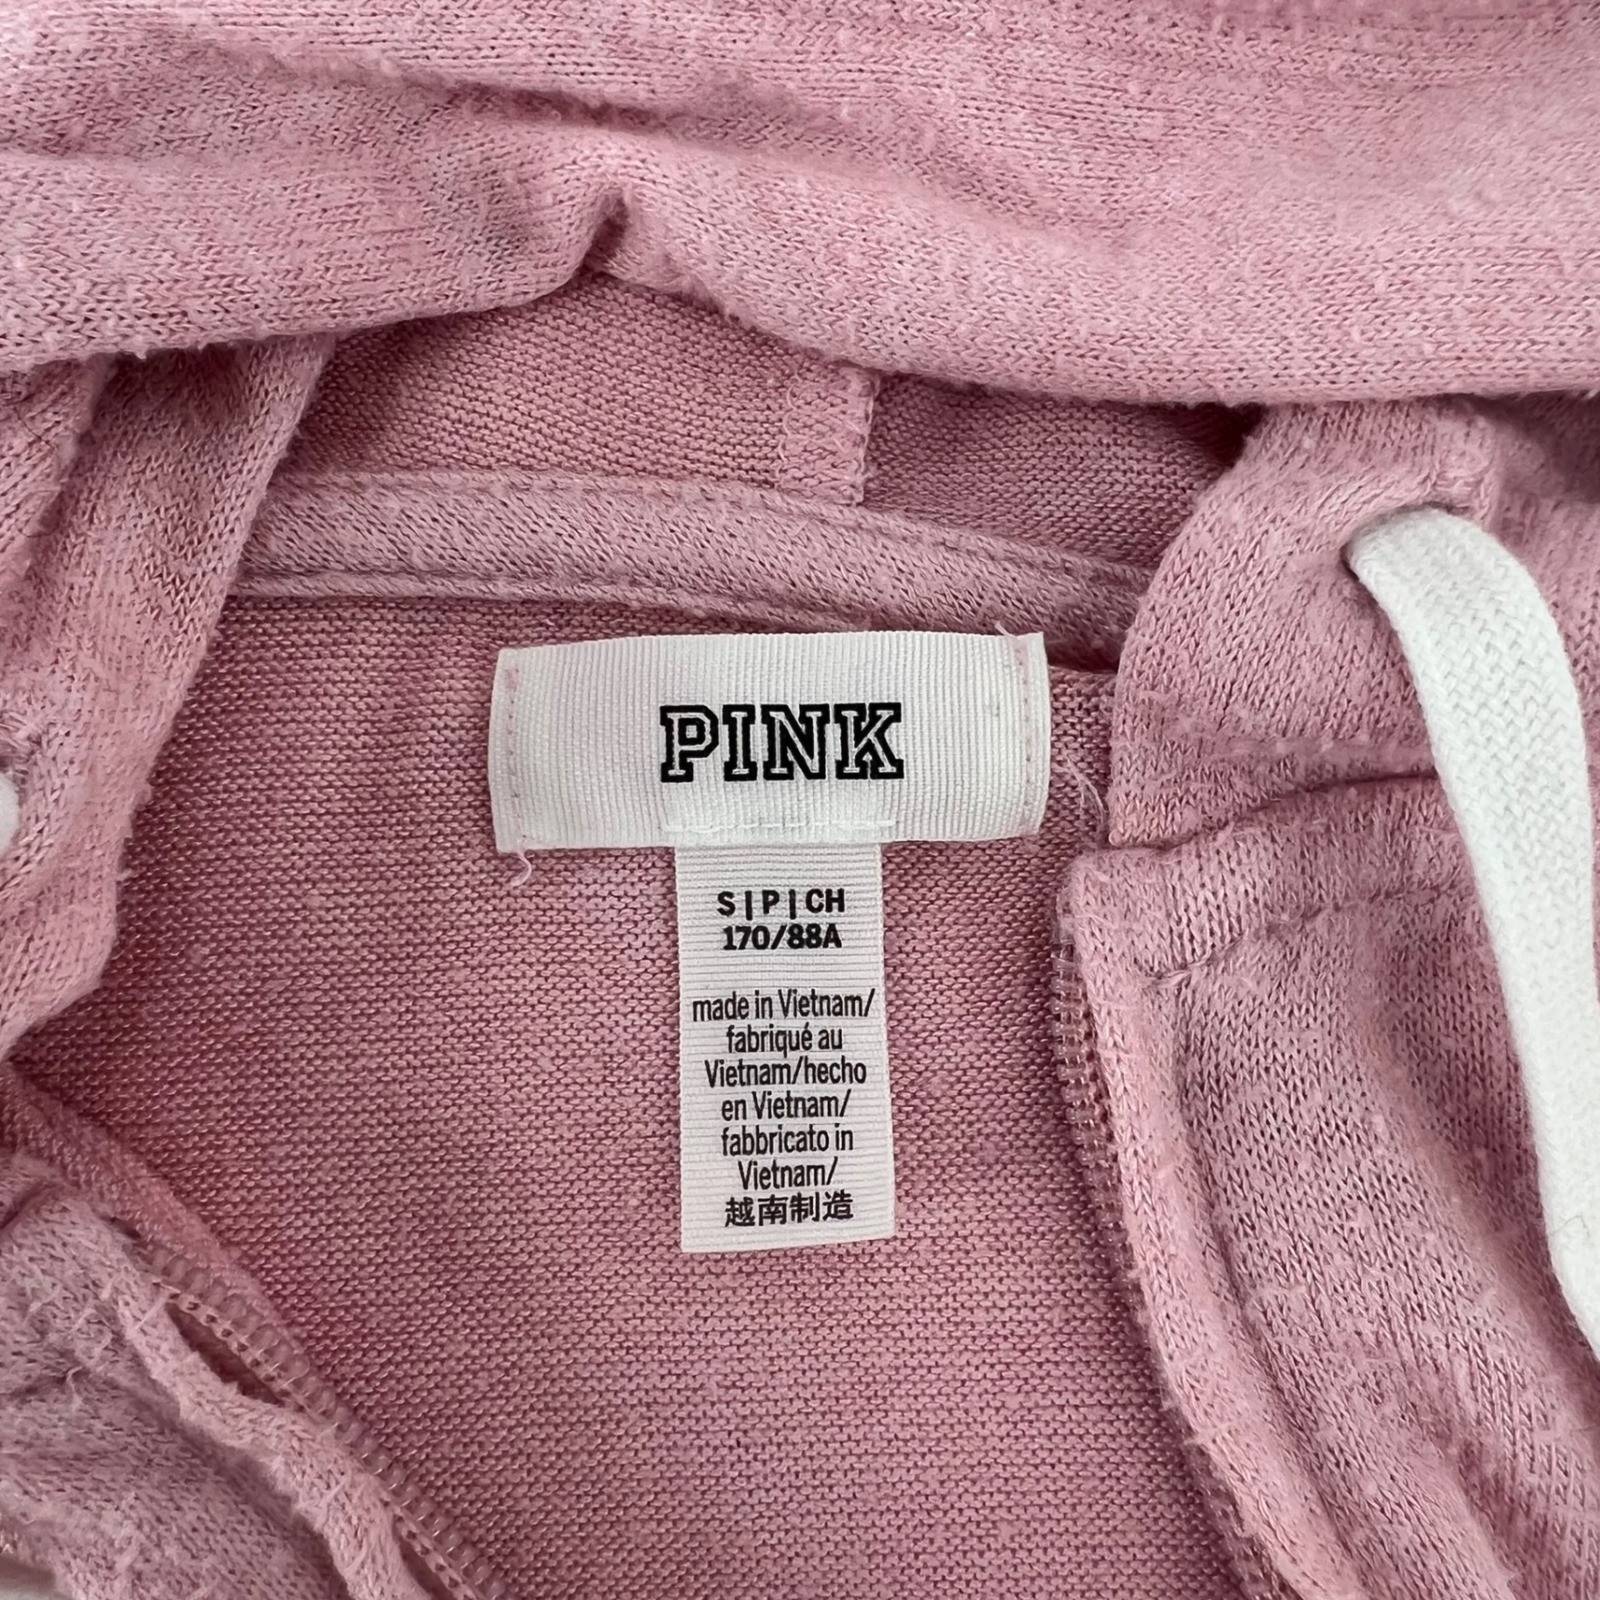 PINK
S | P | CH
170/88A
made in Vietnam/
fabriqué au
Vietnam/hecho
en Vietnam/
fabbricato in
Vietnam/
越南制造